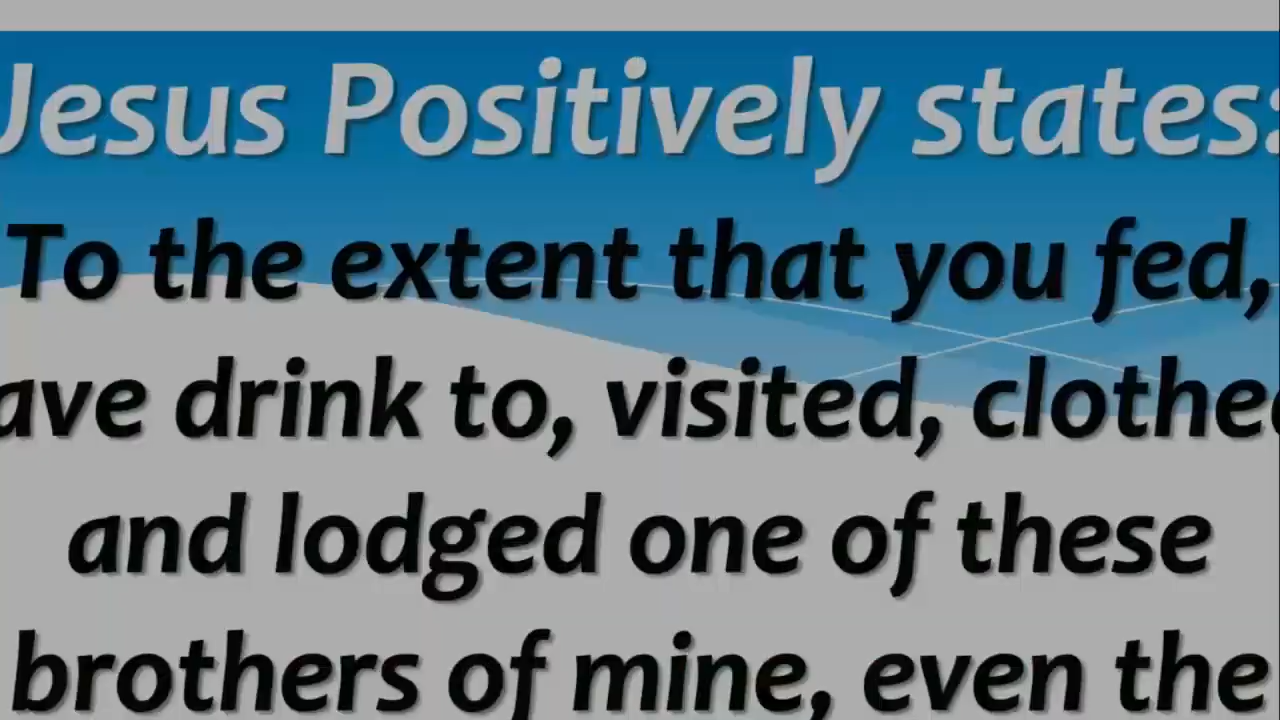 Jesus Positively states:
To the extent that you fed,
ave drink to, visited, clothed
and lodged one of these
brothers of mine, even the